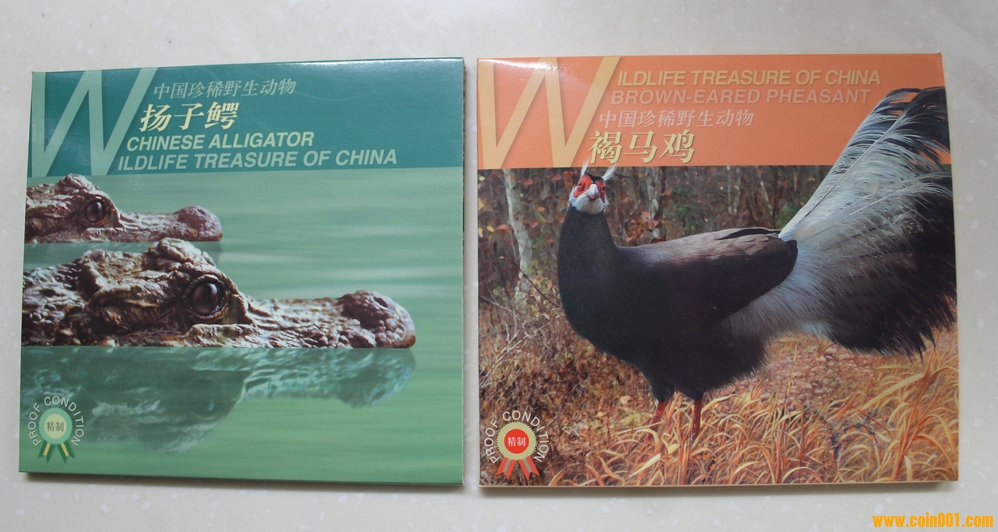 中国珍稀野生动物
扬子鳄
CHINESE ALLIGATOR
WILDLIFE TREASURE OF CHINA
PROOF CONDITION
精制
WILDLIFE TREASURE OF CHINA
BROWN-EARED PHEASANT
中国珍稀野生动物
褐马鸡
PROOF CONDITION
精制
www.coin001.com